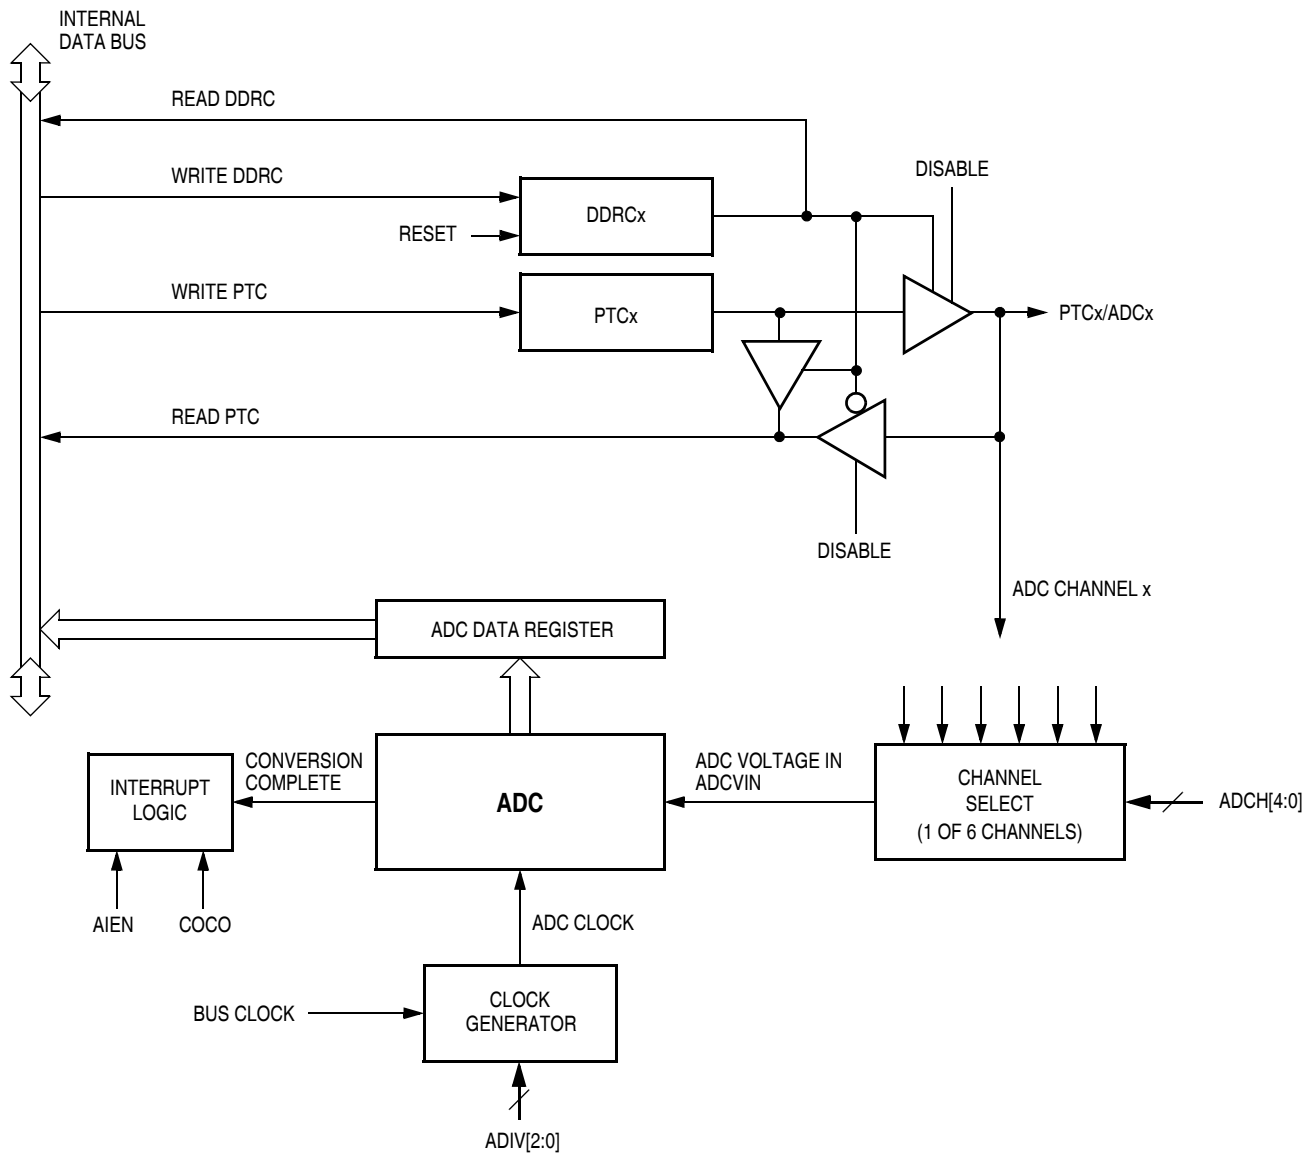 INTERNAL
DATA BUS
READ DDRC
WRITE DDRC
DISABLE
DDRCx
RESET
WRITE PTC
PTCx
PTCx/ADCx
READ PTC
DISABLE
ADC CHANNEL x
ADC DATA REGISTER
INTERRUPT
LOGIC
CONVERSION
COMPLETE
ADC
ADC VOLTAGE IN
ADCVIN
CHANNEL
SELECT
(1 OF 6 CHANNELS)
ADCH[4:0]
AIEN
COCO
ADC CLOCK
BUS CLOCK
CLOCK
GENERATOR
ADIV[2:0]